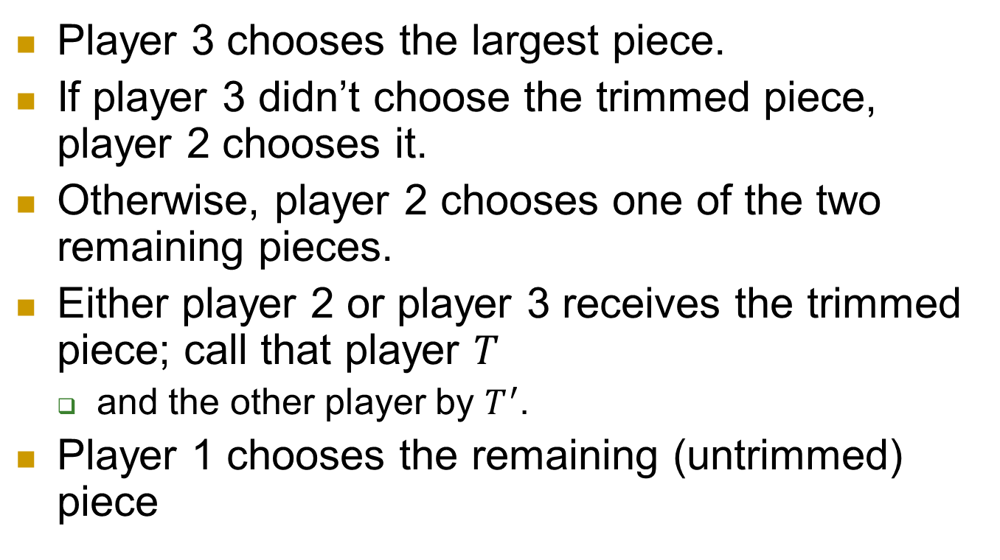 Player 3 chooses the largest piece.
If player 3 didn’t choose the trimmed piece,
player 2 chooses it.
Otherwise, player 2 chooses one of the two
remaining pieces.
Either player 2 or player 3 receives the trimmed
piece; call that player 𝑇
and the other player by 𝑇′.
Player 1 chooses the remaining (untrimmed)
piece